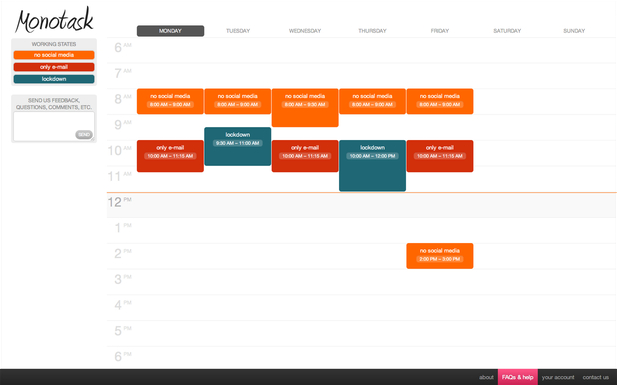 Monotask
WORKING STATES
no social media
only e-mail
lockdown
SEND US FEEDBACK,
QUESTIONS, COMMENTS, ETC.
SEND
MONDAY TUESDAY WEDNESDAY THURSDAY FRIDAY SATURDAY SUNDAY
6 AM
7 AM
8 AM
no social media no social media no social media no social media no social media
8:00 AM – 9:00 AM 8:00 AM – 9:00 AM 8:00 AM – 9:00 AM 8:00 AM – 9:00 AM
9 AM
lockdown
9:30 AM – 11:00 AM
10 AM
only e-mail only e-mail lockdown only e-mail
10:00 AM – 11:15 AM 10:00 AM – 11:15 AM 10:00 AM – 12:00 PM 10:00 AM – 11:15 AM
11 AM
12 PM
1 PM
2 PM
no social media
2:00 PM – 3:00 PM
3 PM
4 PM
5 PM
6 PM
about FAQs & help your account contact us